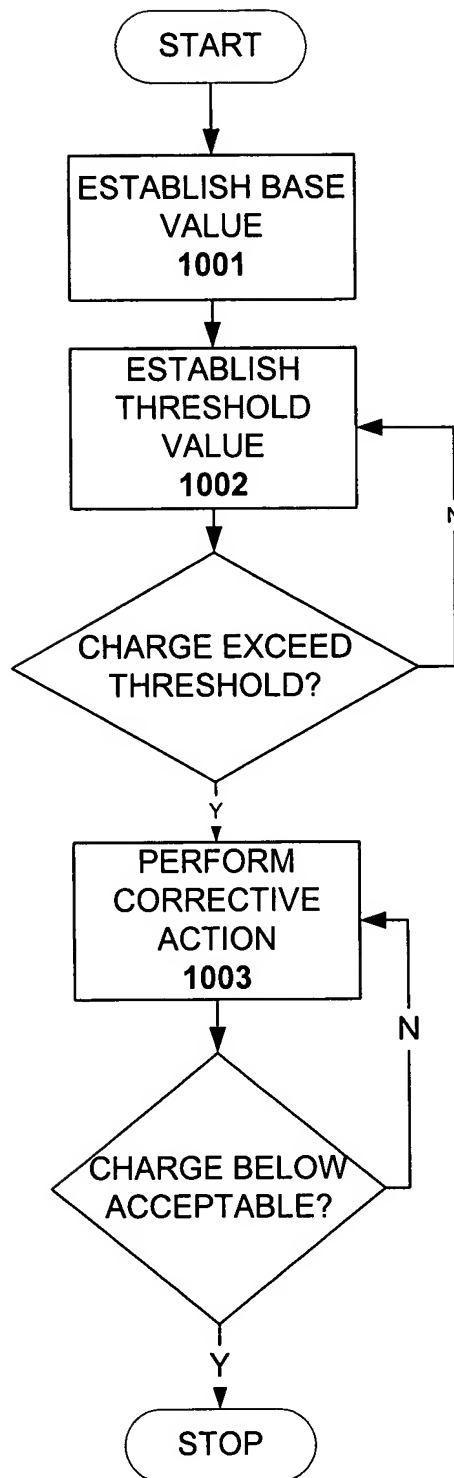 START
ESTABLISH BASE
VALUE
1001
ESTABLISH
THRESHOLD
VALUE
1002
N
CHARGE EXCEED
THRESHOLD?
Y
PERFORM
CORRECTIVE
ACTION
1003
N
CHARGE BELOW
ACCEPTABLE?
Y
STOP